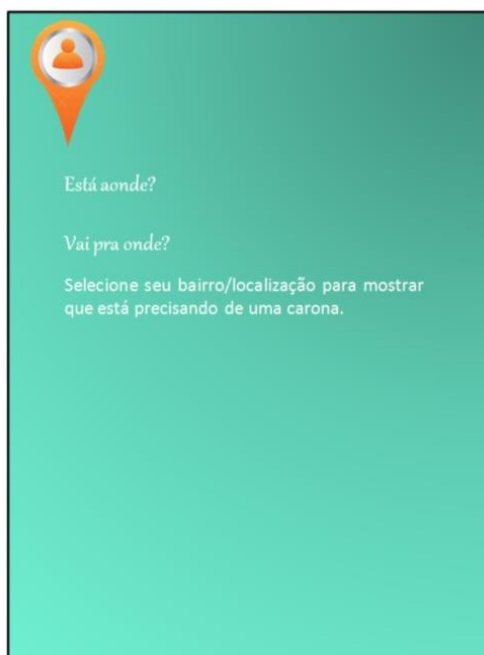 Está aonde?
Vai pra onde?
Selecione seu bairro/localização para mostrar
que está precisando de uma carona.